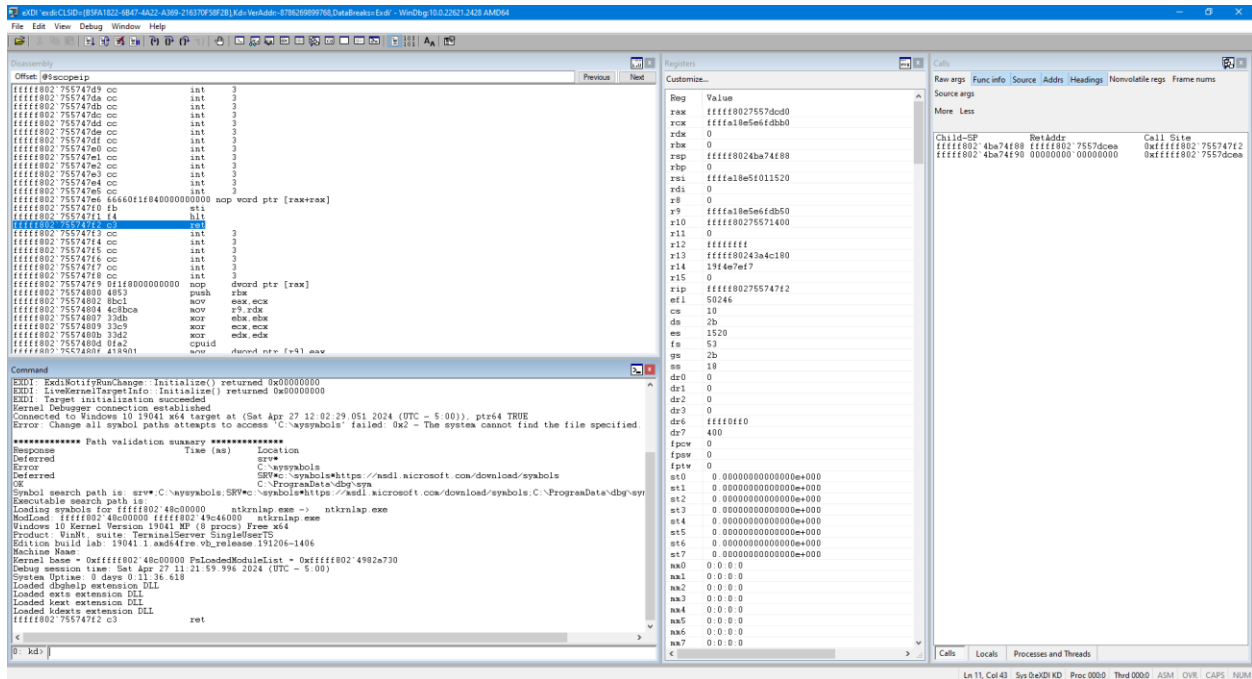 eXDI 'exdi:CLSID={B5FA1822-6B47-4A22-A369-216370F58F2B},Kd=VerAddr:-8786269899768,DataBreaks=Exdi' - WinDbg:10.0.22621.2428 AMD64
File Edit View Debug Window Help
Disassembly
Offset: @$scopeip
Previous Next
fffff802`755747d9 cc int 3
fffff802`755747da cc int 3
fffff802`755747db cc int 3
fffff802`755747dc cc int 3
fffff802`755747dd cc int 3
fffff802`755747de cc int 3
fffff802`755747df cc int 3
fffff802`755747e0 cc int 3
fffff802`755747e1 cc int 3
fffff802`755747e2 cc int 3
fffff802`755747e3 cc int 3
fffff802`755747e4 cc int 3
fffff802`755747e5 cc int 3
fffff802`755747e6 66660f1f840000000000 nop word ptr [rax+rax]
fffff802`755747f0 fb sti
fffff802`755747f1 f4 hlt
fffff802`755747f2 c3 ret
fffff802`755747f3 cc int 3
fffff802`755747f4 cc int 3
fffff802`755747f5 cc int 3
fffff802`755747f6 cc int 3
fffff802`755747f7 cc int 3
fffff802`755747f8 cc int 3
fffff802`755747f9 0f1f8000000000 nop dword ptr [rax]
fffff802`75574800 4053 push rbx
fffff802`75574802 8bc1 mov eax,ecx
fffff802`75574804 4c8bca mov r9,rdx
fffff802`75574807 33db xor ebx,ebx
fffff802`75574809 33c9 xor ecx,ecx
fffff802`7557480b 33d2 xor edx,edx
fffff802`7557480d 0fa2 cpuid
fffff802`7557480f 418901 mov dword ptr [r9],eax
Command
EXDI: ExdiNotifyRunChange::Initialize() returned 0x00000000
EXDI: LiveKernelTargetInfo::Initialize() returned 0x00000000
EXDI: Target initialization succeeded
Kernel Debugger connection established
Connected to Windows 10 19041 x64 target at (Sat Apr 27 12:02:29.051 2024 (UTC - 5:00)), ptr64 TRUE
Error: Change all symbol paths attempts to access 'C:\mysymbols' failed: 0x2 - The system cannot find the file specified.
************* Path validation summary **************
Response Time (ms) Location
Deferred srv*
Error C:\mysymbols
Deferred SRV*c:\symbols*https://msdl.microsoft.com/download/symbols
OK C:\ProgramData\dbg\sym
Symbol search path is: srv*;C:\mysymbols;SRV*c:\symbols*https://msdl.microsoft.com/download/symbols;C:\ProgramData\dbg\sym
Executable search path is:
Loading symbols for fffff802`48c00000 ntkrnlmp.exe -> ntkrnlmp.exe
ModLoad: fffff802`48c00000 fffff802`49c46000 ntkrnlmp.exe
Windows 10 Kernel Version 19041 MP (8 procs) Free x64
Product: WinNt, suite: TerminalServer SingleUserTS
Edition build lab: 19041.1.amd64fre.vb_release.191206-1406
Machine Name:
Kernel base = 0xfffff802`48c00000 PsLoadedModuleList = 0xfffff802`4982a730
Debug session time: Sat Apr 27 11:21:59.996 2024 (UTC - 5:00)
System Uptime: 0 days 0:11:36.618
Loaded dbghelp extension DLL
Loaded exts extension DLL
Loaded kext extension DLL
Loaded kdexts extension DLL
fffff802`755747f2 c3 ret
0: kd>
Registers
Customize...
Reg Value
rax fffff8027557dcd0
rcx ffffa18e5e6fdbb0
rdx 0
rbx 0
rsp fffff8024ba74f88
rbp 0
rsi ffffa18e5f011520
rdi 0
r8 0
r9 ffffa18e5e6fdb50
r10 fffff80275571400
r11 0
r12 ffffffff
r13 fffff80243a4c180
r14 19f4e7ef7
r15 0
rip fffff802755747f2
efl 50246
cs 10
ds 2b
es 1520
fs 53
gs 2b
ss 18
dr0 0
dr1 0
dr2 0
dr3 0
dr6 ffff0ff0
dr7 400
fpcw 0
fpsw 0
fptw 0
st0 0.00000000000000e+000
st1 0.00000000000000e+000
st2 0.00000000000000e+000
st3 0.00000000000000e+000
st4 0.00000000000000e+000
st5 0.00000000000000e+000
st6 0.00000000000000e+000
st7 0.00000000000000e+000
mm0 0:0:0:0
mm1 0:0:0:0
mm2 0:0:0:0
mm3 0:0:0:0
mm4 0:0:0:0
mm5 0:0:0:0
mm6 0:0:0:0
mm7 0:0:0:0
Calls
Raw args Func info Source Addrs Headings Nonvolatile regs Frame nums
Source args
More Less
Child-SP RetAddr Call Site
fffff802`4ba74f88 fffff802`7557dcea 0xfffff802`755747f2
fffff802`4ba74f90 00000000`00000000 0xfffff802`7557dcea
Calls Locals Processes and Threads
Ln 11, Col 43 Sys 0:eXDI KD Proc 000:0 Thrd 000:0 ASM OVR CAPS NUM